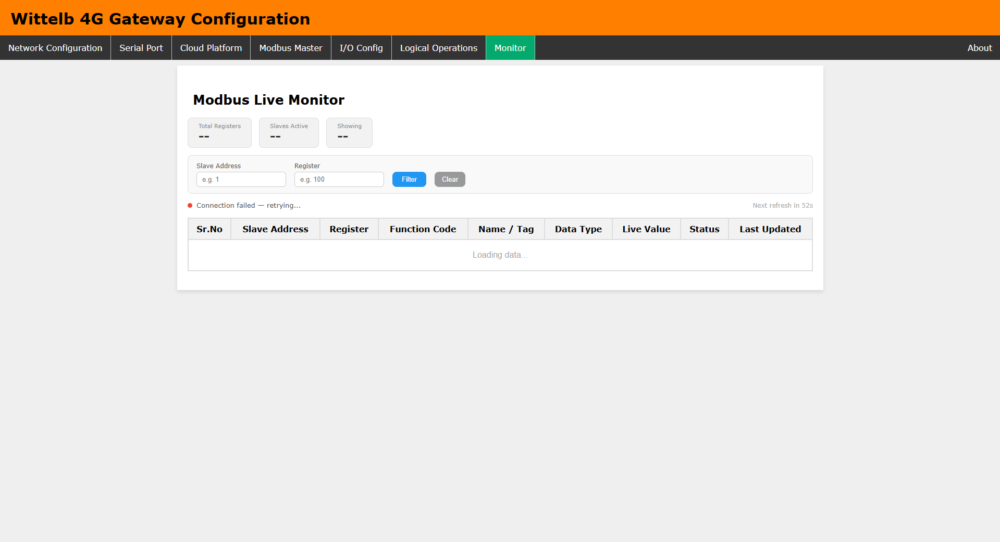 Wittelb 4G Gateway Configuration
Network Configuration Serial Port Cloud Platform Modbus Master I/O Config Logical Operations Monitor About
Modbus Live Monitor
Total Registers Slaves Active Showing
-- -- --
Slave Address Register
e.g. 1 e.g. 100 Filter Clear
Connection failed — retrying... Next refresh in 52s
Sr.No Slave Address Register Function Code Name / Tag Data Type Live Value Status Last Updated
Loading data...